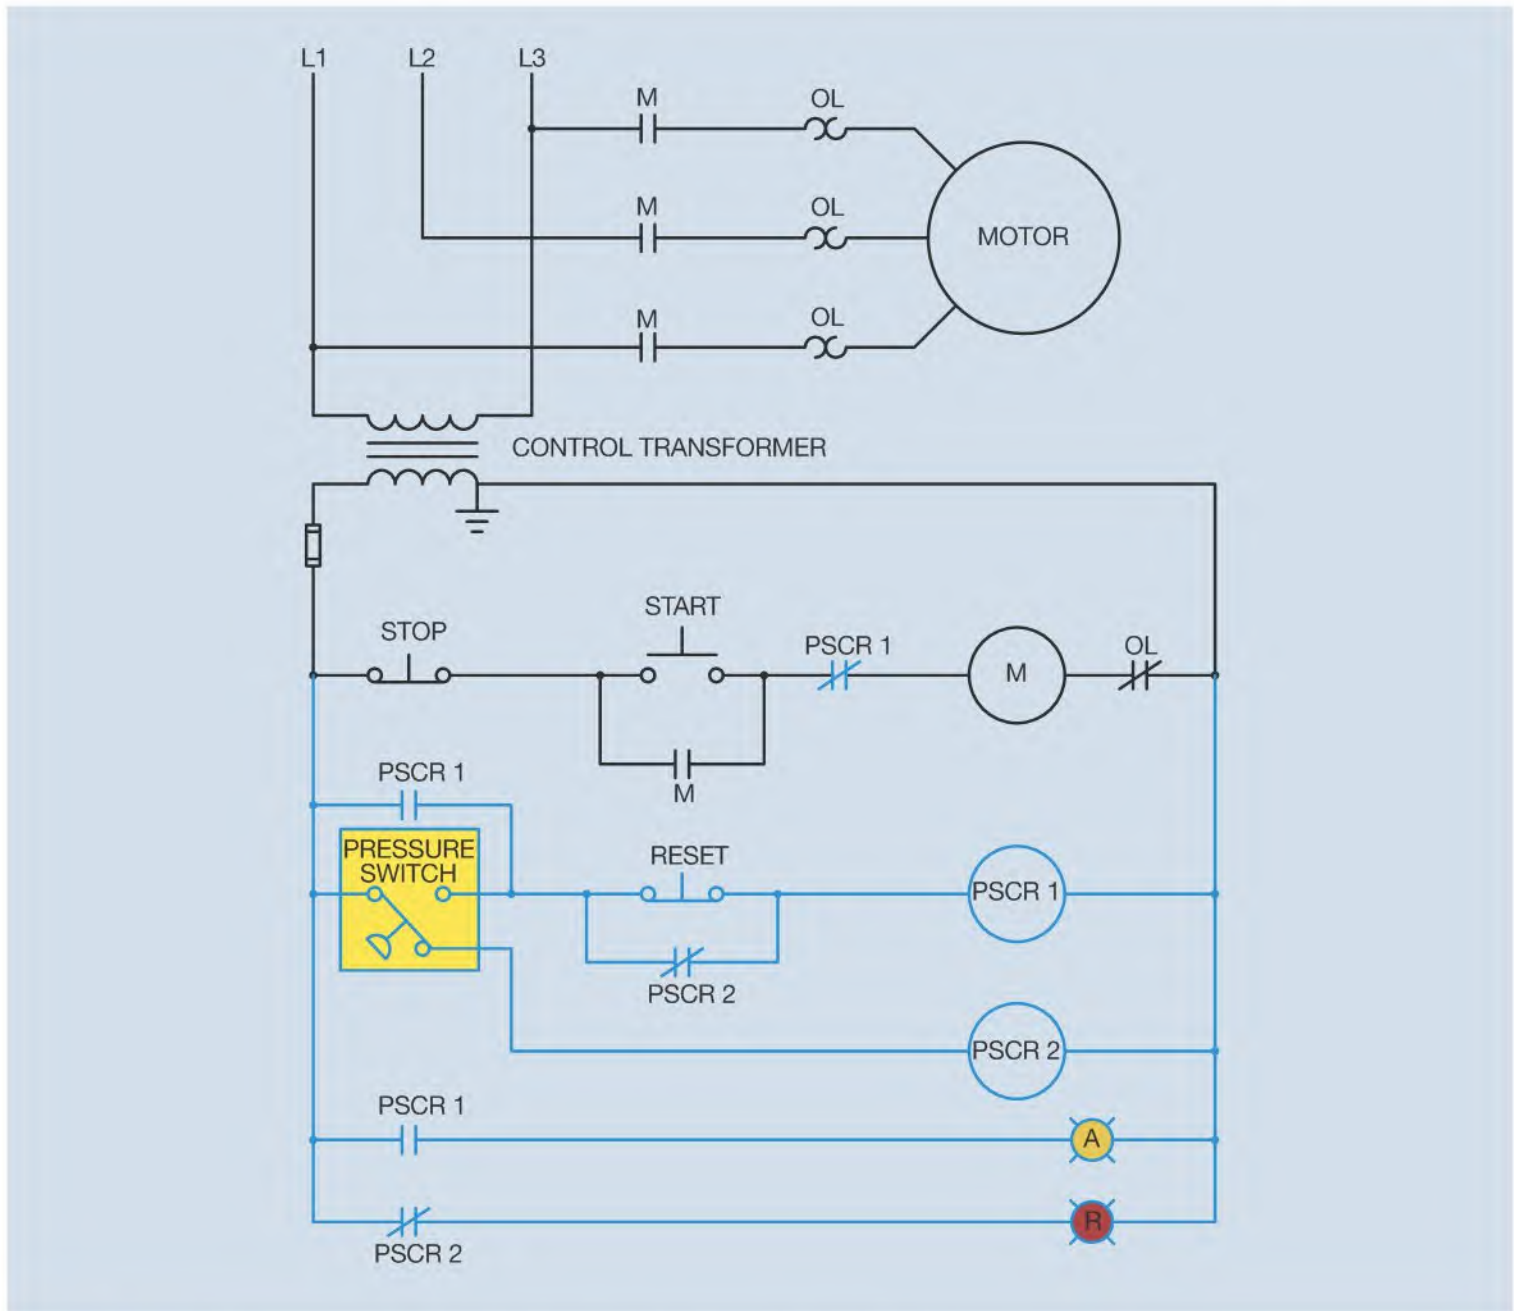 L1 L2 L3
M OL
M OL
MOTOR
M OL
CONTROL TRANSFORMER
START
STOP
PSCR 1
M
OL
M
PSCR 1
PRESSURE
SWITCH
RESET
PSCR 1
PSCR 2
PSCR 2
PSCR 1
A
R
PSCR 2